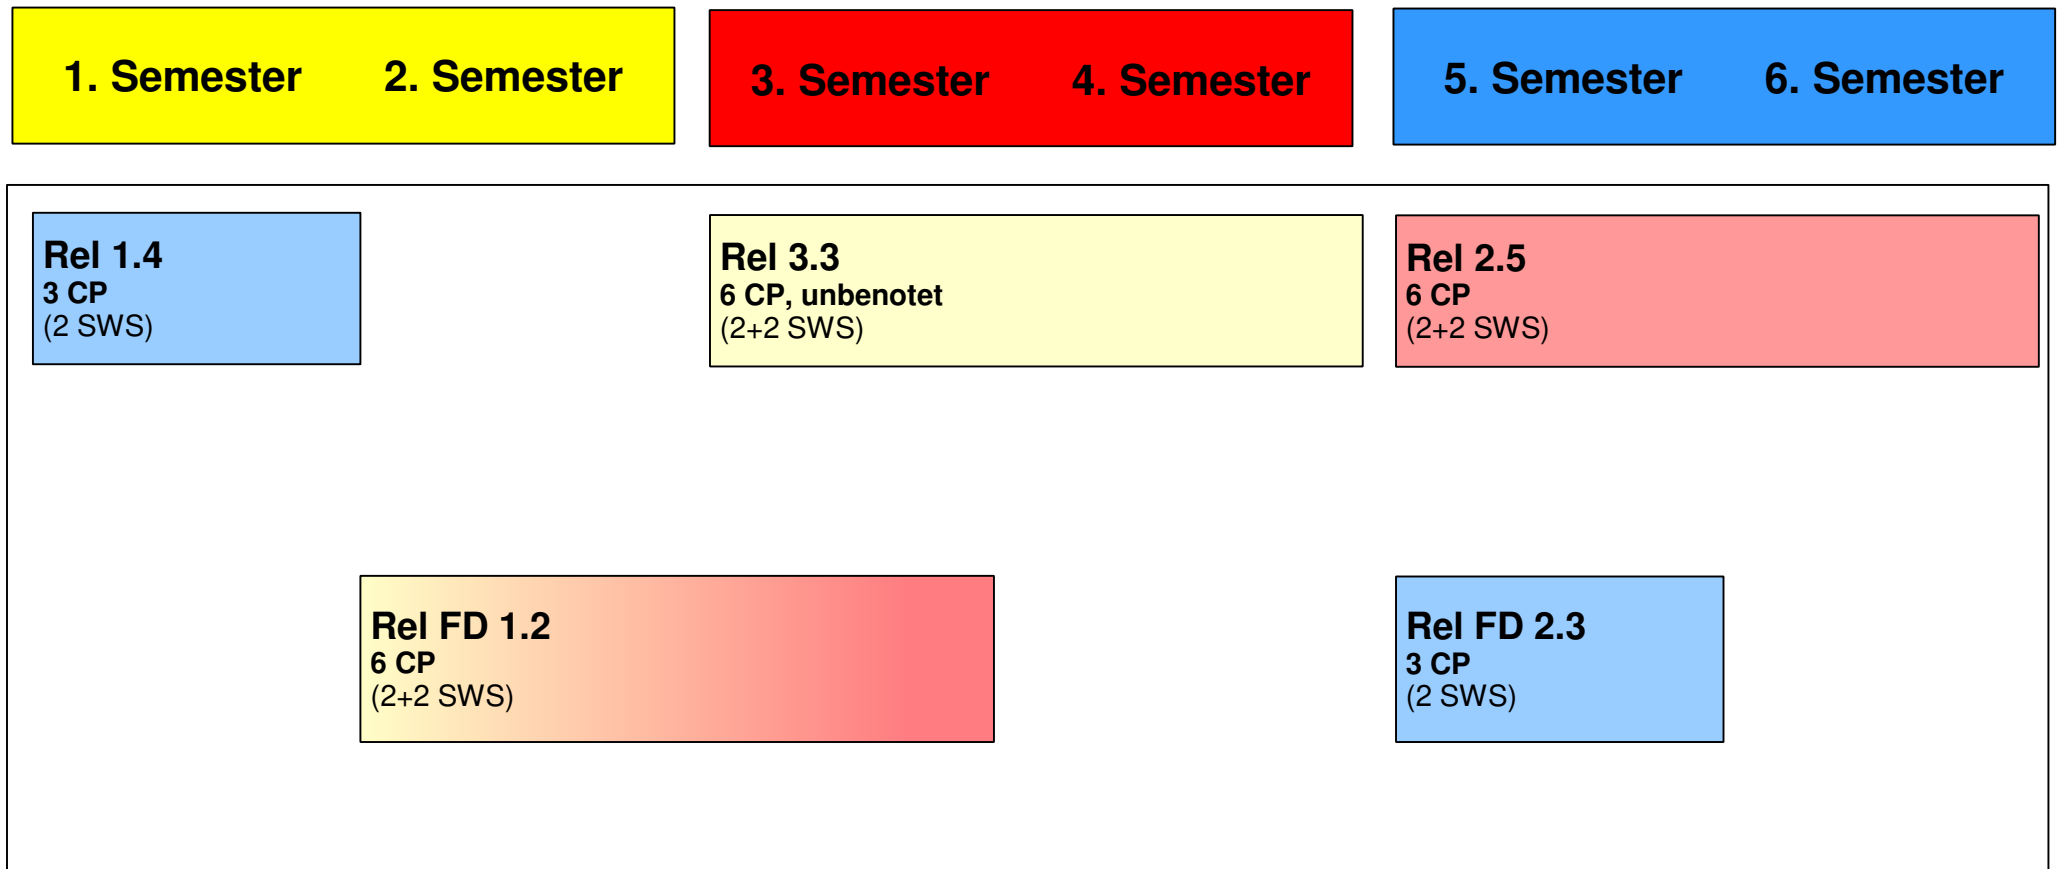 1. Semester 2. Semester
3. Semester 4. Semester
5. Semester 6. Semester
Rel 1.4
3 CP
(2 SWS)
Rel 3.3
6 CP, unbenotet
(2+2 SWS)
Rel 2.5
6 CP
(2+2 SWS)
Rel FD 1.2
6 CP
(2+2 SWS)
Rel FD 2.3
3 CP
(2 SWS)